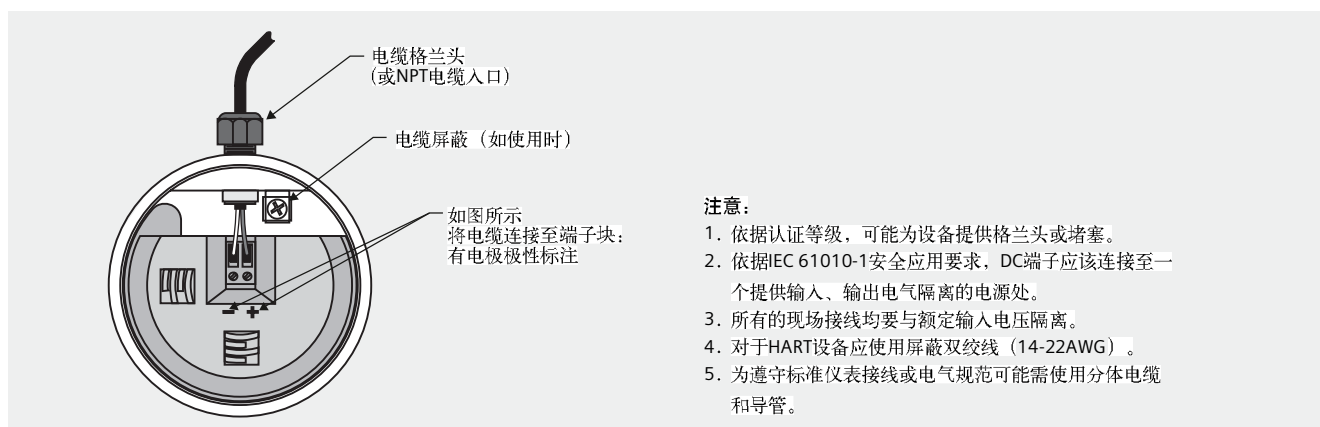 电缆格兰头
(或NPT电缆入口)
电缆屏蔽（如使用时）
如图所示
将电缆连接至端子块：
有电极极性标注
- +
注意：
1. 依据认证等级，可能为设备提供格兰头或堵塞。
2. 依据IEC 61010-1安全应用要求，DC端子应该连接至一
个提供输入、输出电气隔离的电源处。
3. 所有的现场接线均要与额定输入电压隔离。
4. 对于HART设备应使用屏蔽双绞线（14-22AWG）。
5. 为遵守标准仪表接线或电气规范可能需使用分体电缆
和导管。